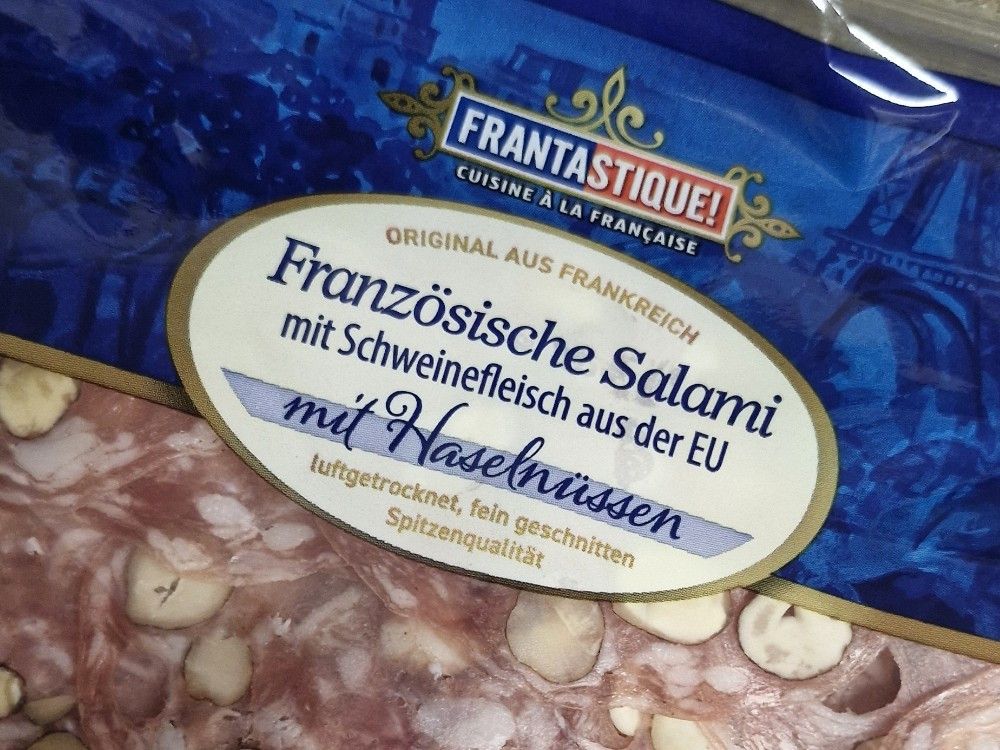 FRANTASTIQUE!
CUISINE À LA FRANÇAISE
ORIGINAL AUS FRANKREICH
Französische Salami
mit Schweinefleisch aus der EU
mit Haselnüssen
luftgetrocknet, fein geschnitten
Spitzenqualität